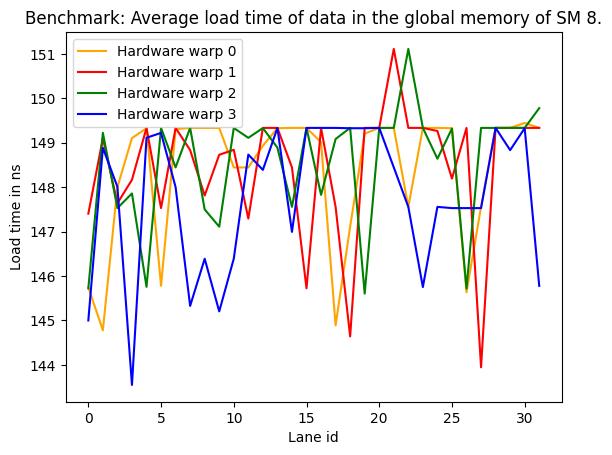 Benchmark: Average load time of data in the global memory of SM 8.
Hardware warp 0
Hardware warp 1
Hardware warp 2
Hardware warp 3
Load time in ns
151
150
149
148
147
146
145
144
0 5 10 15 20 25 30
Lane id